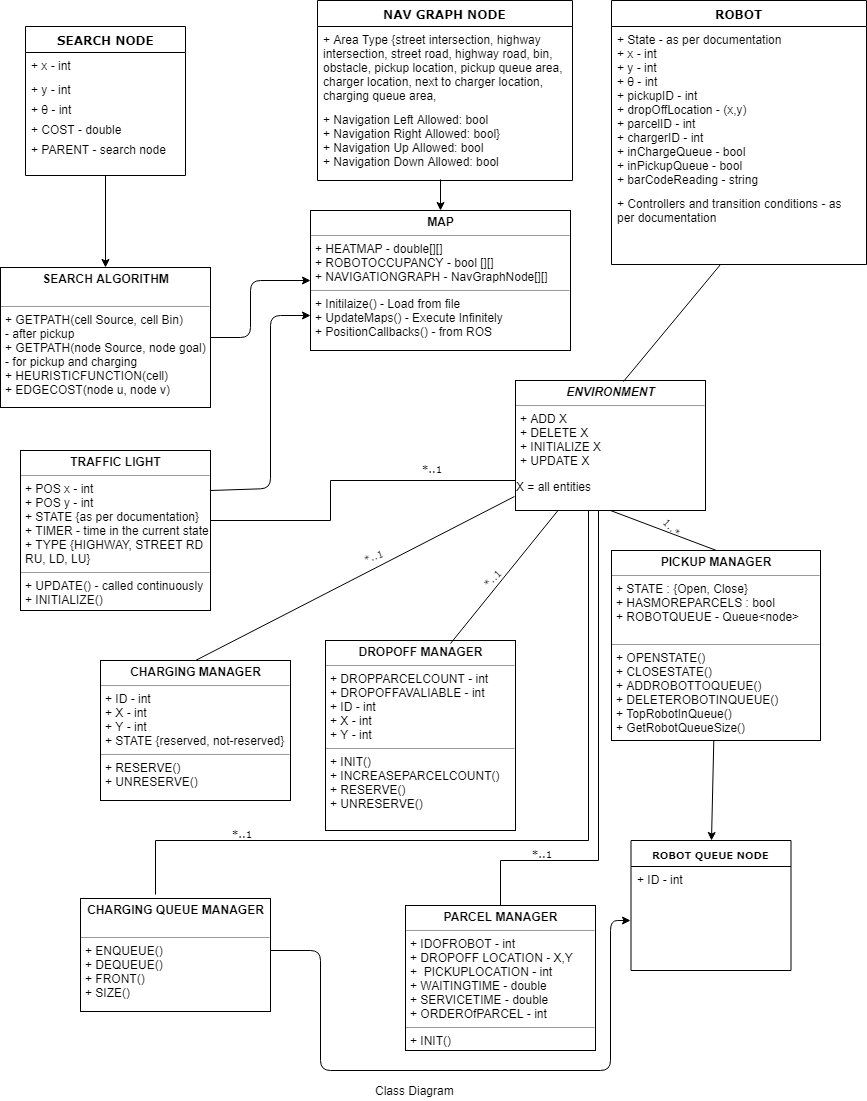 SEARCH NODE
+ x - int
+ y - int
+ θ - int
+ COST - double
+ PARENT - search node
NAV GRAPH NODE
+ Area Type {street intersection, highway
intersection, street road, highway road, bin,
obstacle, pickup location, pickup queue area,
charger location, next to charger location,
charging queue area,
+ Navigation Left Allowed: bool
+ Navigation Right Allowed: bool}
+ Navigation Up Allowed: bool
+ Navigation Down Allowed: bool
ROBOT
+ State - as per documentation
+ x - int
+ y - int
+ θ - int
+ pickupID - int
+ dropOffLocation - (x,y)
+ parcelID - int
+ chargerID - int
+ inChargeQueue - bool
+ inPickupQueue - bool
+ barCodeReading - string
+ Controllers and transition conditions - as
per documentation
MAP
+ HEATMAP - double[][]
+ ROBOTOCCUPANCY - bool [][]
+ NAVIGATIONGRAPH - NavGraphNode[][]
+ Initilaize() - Load from file
+ UpdateMaps() - Execute Infinitely
+ PositionCallbacks() - from ROS
SEARCH ALGORITHM
+ GETPATH(cell Source, cell Bin)
- after pickup
+ GETPATH(node Source, node goal)
- for pickup and charging
+ HEURISTICFUNCTION(cell)
+ EDGECOST(node u, node v)
ENVIRONMENT
+ ADD X
+ DELETE X
+ INITIALIZE X
+ UPDATE X
X = all entities
TRAFFIC LIGHT
+ POS x - int
+ POS y - int
+ STATE {as per documentation}
+ TIMER - time in the current state
+ TYPE {HIGHWAY, STREET RD
RU, LD, LU}
+ UPDATE() - called continuously
+ INITIALIZE()
*..1
*..1
*..1
1..*
PICKUP MANAGER
+ STATE : {Open, Close}
+ HASMOREPARCELS : bool
+ ROBOTQUEUE - Queue<node>
+ OPENSTATE()
+ CLOSESTATE()
+ ADDROBOTTOQUEUE()
+ DELETEROBOTINQUEUE()
+ TopRobotInQueue()
+ GetRobotQueueSize()
CHARGING MANAGER
+ ID - int
+ X - int
+ Y - int
+ STATE {reserved, not-reserved}
+ RESERVE()
+ UNRESERVE()
DROPOFF MANAGER
+ DROPPARCELCOUNT - int
+ DROPOFFAVALIABLE - int
+ ID - int
+ X - int
+ Y - int
+ INIT()
+ INCREASEPARCELCOUNT()
+ RESERVE()
+ UNRESERVE()
*..1
*..1
ROBOT QUEUE NODE
+ ID - int
CHARGING QUEUE MANAGER
+ ENQUEUE()
+ DEQUEUE()
+ FRONT()
+ SIZE()
PARCEL MANAGER
+ IDOFROBOT - int
+ DROPOFF LOCATION - X,Y
+ PICKUPLOCATION - int
+ WAITINGTIME - double
+ SERVICETIME - double
+ ORDEROfPARCEL - int
+ INIT()
Class Diagram